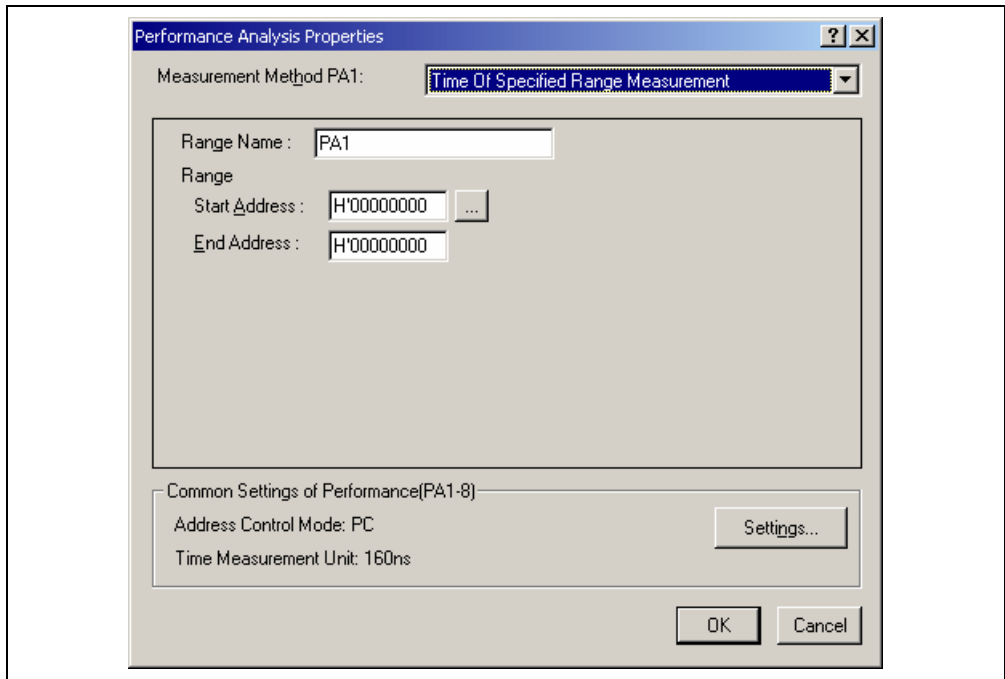 Performance Analysis Properties
Measurement Method PA1: Time Of Specified Range Measurement
Range Name : PA1
Range
Start Address : H'00000000 ...
End Address : H'00000000
Common Settings of Performance(PA1-8)
Address Control Mode: PC
Settings...
Time Measurement Unit: 160ns
OK Cancel